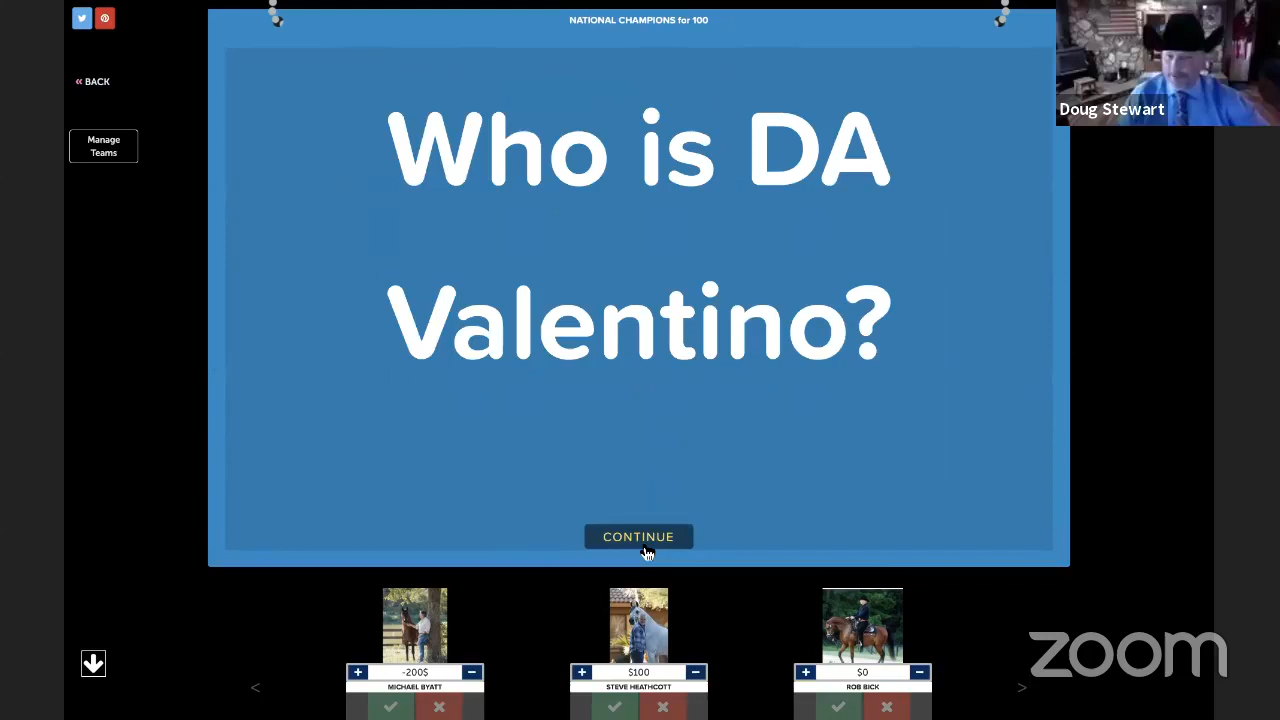 NATIONAL CHAMPIONS for 100
Doug Stewart
« BACK
Manage
Teams
Who is DA
Valentino?
CONTINUE
+ -200$ −
+ $100 −
+ $0 −
MICHAEL BYATT
STEVE HEATHCOTT
ROB BICK
< >
zoom